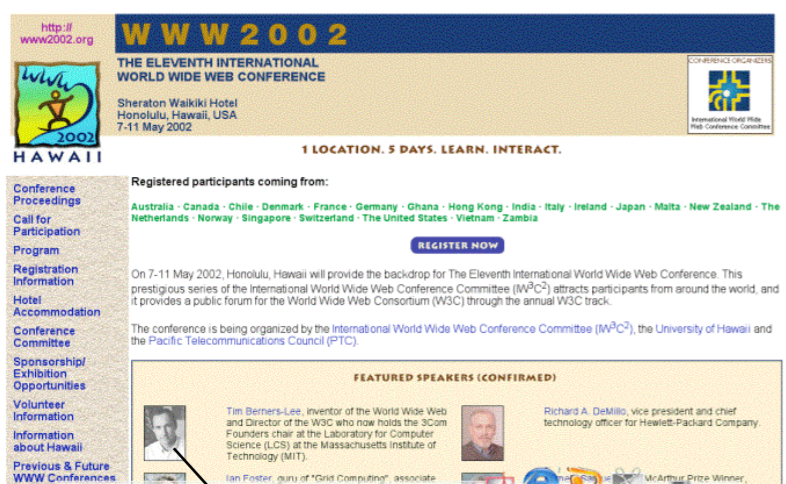 http://
www2002.org
WWW2002
THE ELEVENTH INTERNATIONAL
WORLD WIDE WEB CONFERENCE
Sheraton Waikiki Hotel
Honolulu, Hawaii, USA
7-11 May 2002
2002
HAWAII
CONFERENCE ORGANIZERS
International World Wide
Web Conference Committee
1 LOCATION. 5 DAYS. LEARN. INTERACT.
Conference
Proceedings
Call for
Participation
Program
Registration
Information
Hotel
Accommodation
Conference
Committee
Sponsorship/
Exhibition
Opportunities
Volunteer
Information
Information
about Hawaii
Previous & Future
WWW Conferences
Registered participants coming from:
Australia · Canada · Chile · Denmark · France · Germany · Ghana · Hong Kong · India · Italy · Ireland · Japan · Malta · New Zealand · The
Netherlands · Norway · Singapore · Switzerland · The United States · Vietnam · Zambia
REGISTER NOW
On 7-11 May 2002, Honolulu, Hawaii will provide the backdrop for The Eleventh International World Wide Web Conference. This
prestigious series of the International World Wide Web Conference Committee (IW³C²) attracts participants from around the world, and
it provides a public forum for the World Wide Web Consortium (W3C) through the annual W3C track.
The conference is being organized by the International World Wide Web Conference Committee (IW³C²), the University of Hawaii and
the Pacific Telecommunications Council (PTC).
FEATURED SPEAKERS (CONFIRMED)
Tim Berners-Lee, inventor of the World Wide Web
and Director of the W3C who now holds the 3Com
Founders chair at the Laboratory for Computer
Science (LCS) at the Massachusetts Institute of
Technology (MIT).
Richard A. DeMillo, vice president and chief
technology officer for Hewlett-Packard Company.
Ian Foster, guru of "Grid Computing", associate
McArthur Prize Winner,